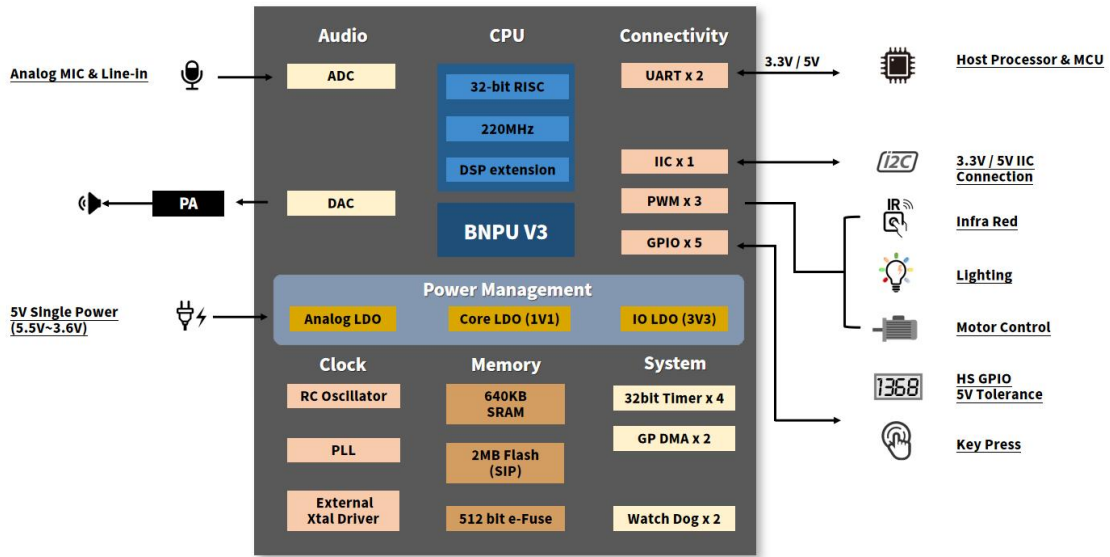 Audio
CPU
Connectivity
Analog MIC & Line-in
ADC
32-bit RISC
220MHz
DSP extension
UART x 2
3.3V / 5V
Host Processor & MCU
IIC x 1
i2C
3.3V / 5V IIC
Connection
PA
DAC
BNPU V3
PWM x 3
GPIO x 5
IR
Infra Red
Lighting
Power Management
5V Single Power
(5.5V~3.6V)
Analog LDO
Core LDO (1V1)
IO LDO (3V3)
Motor Control
Clock
Memory
System
RC Oscillator
640KB
SRAM
32bit Timer x 4
1368
HS GPIO
5V Tolerance
PLL
2MB Flash
(SIP)
GP DMA x 2
Key Press
External
Xtal Driver
512 bit e-Fuse
Watch Dog x 2